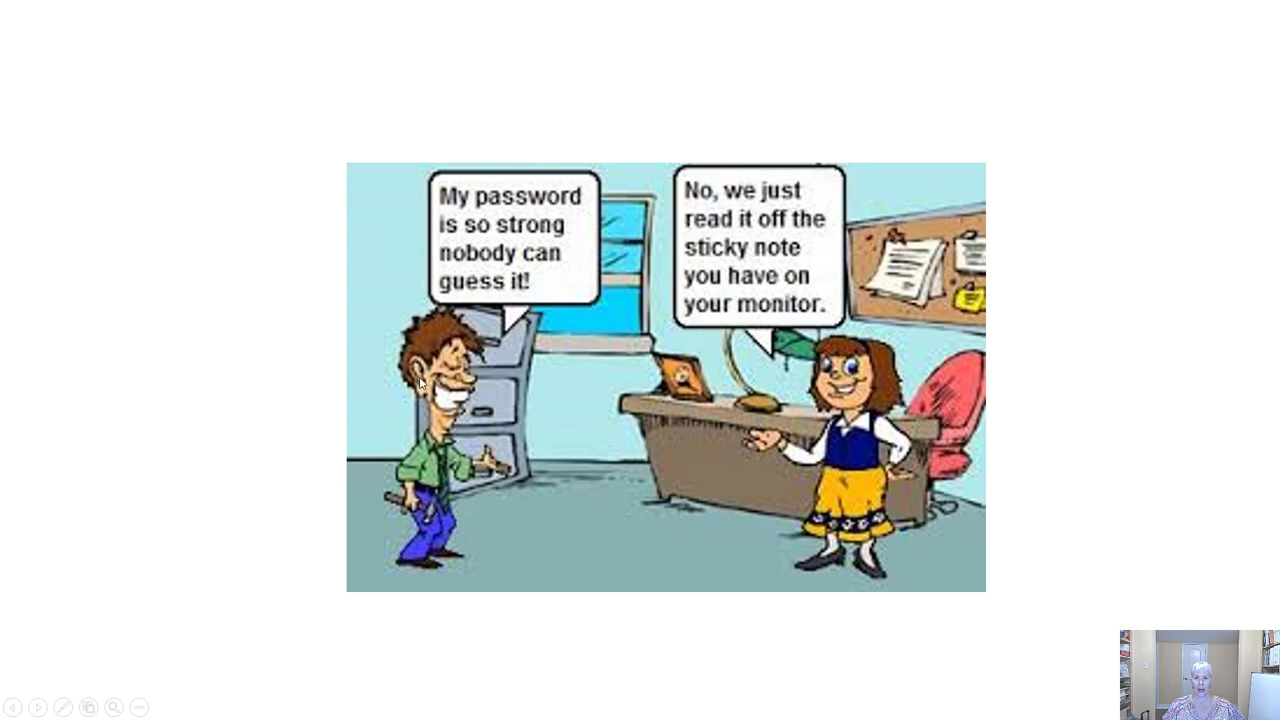 My password
is so strong
nobody can
guess it!
No, we just
read it off the
sticky note
you have on
your monitor.